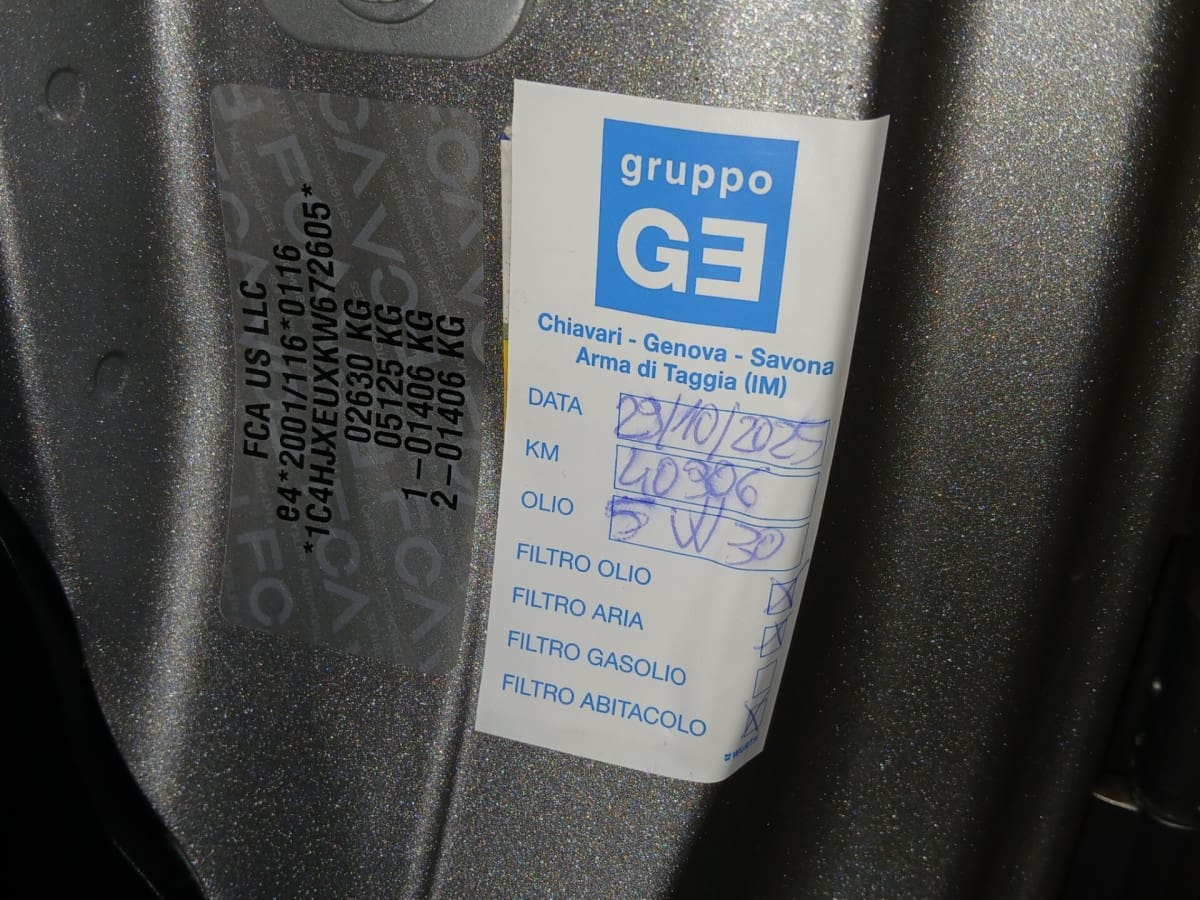 FCA US LLC
e4*2001/116*0116
*1C4HJXEUXKW672605*
02630 KG
05125 KG
1-01406 KG
2-01406 KG
gruppo
GE
Chiavari - Genova - Savona
Arma di Taggia (IM)
DATA 29/10/2025
KM 40396
OLIO 5W30
FILTRO OLIO
FILTRO ARIA
FILTRO GASOLIO
FILTRO ABITACOLO
WÜRTH